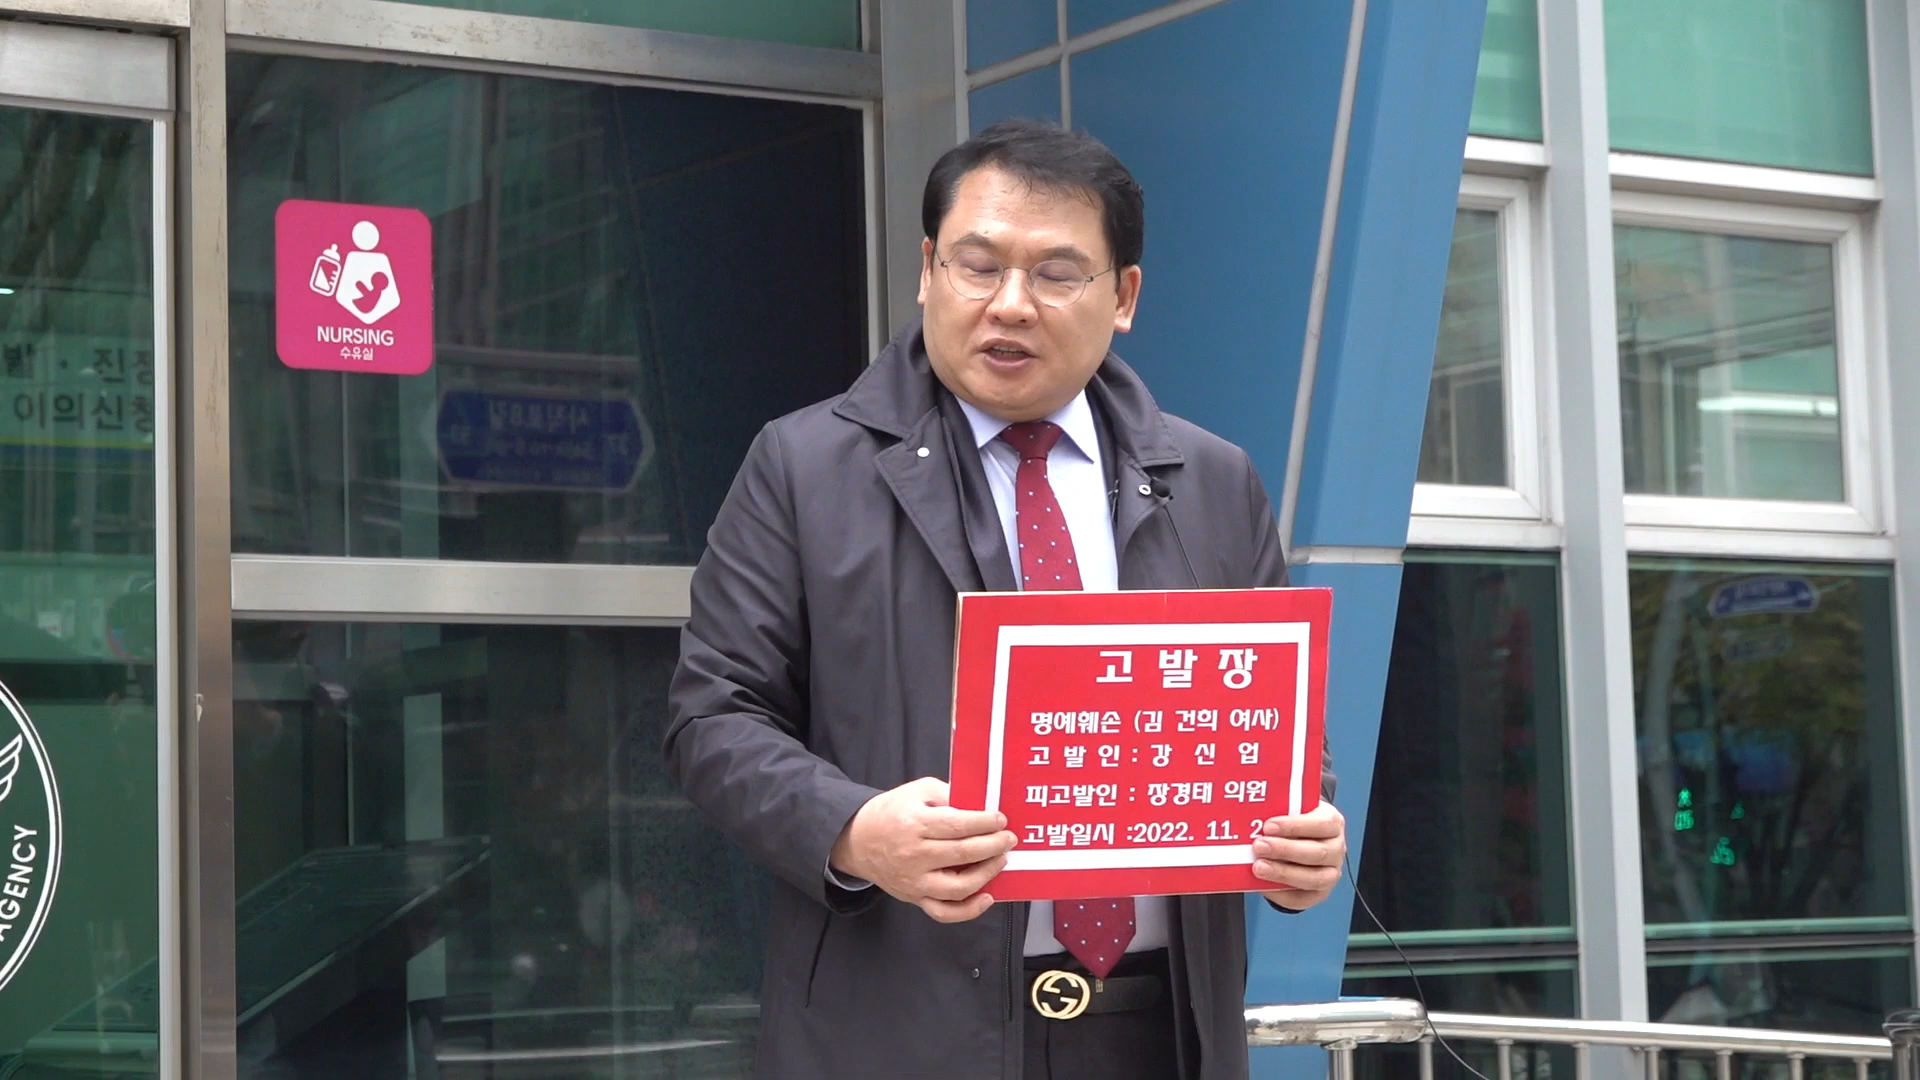 NURSING
수유실
이의신청
AGENCY
고 발 장
명예훼손 (김 건희 여사)
고 발 인 : 강 신 업
피고발인 : 장경태 의원
고발일시 :2022. 11. 2